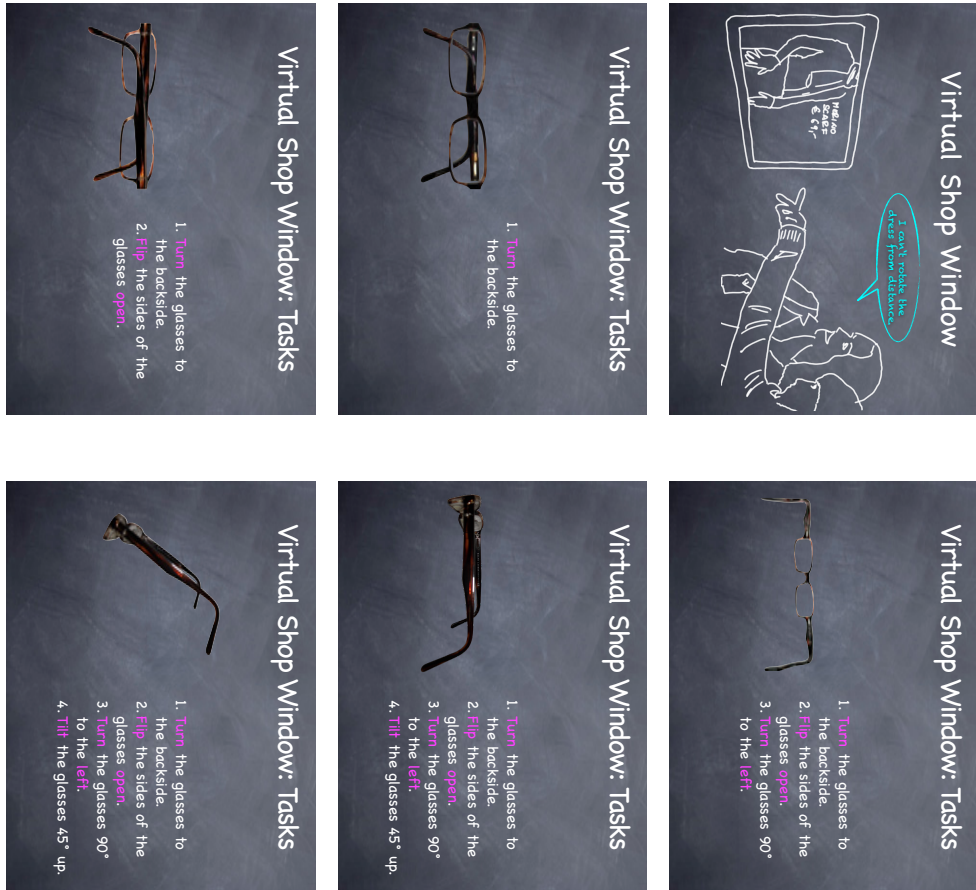 Virtual Shop Window
I can't rotate the
dress from distance.
MERINO
SCARF
€ 69,-
Virtual Shop Window: Tasks
1. Turn the glasses to
the backside.
2. Flip the sides of the
glasses open.
3. Turn the glasses 90°
to the left.
Virtual Shop Window: Tasks
1. Turn the glasses to
the backside.
Virtual Shop Window: Tasks
1. Turn the glasses to
the backside.
2. Flip the sides of the
glasses open.
3. Turn the glasses 90°
to the left.
4. Tilt the glasses 45° up.
Virtual Shop Window: Tasks
1. Turn the glasses to
the backside.
2. Flip the sides of the
glasses open.
Virtual Shop Window: Tasks
1. Turn the glasses to
the backside.
2. Flip the sides of the
glasses open.
3. Turn the glasses 90°
to the left.
4. Tilt the glasses 45° up.